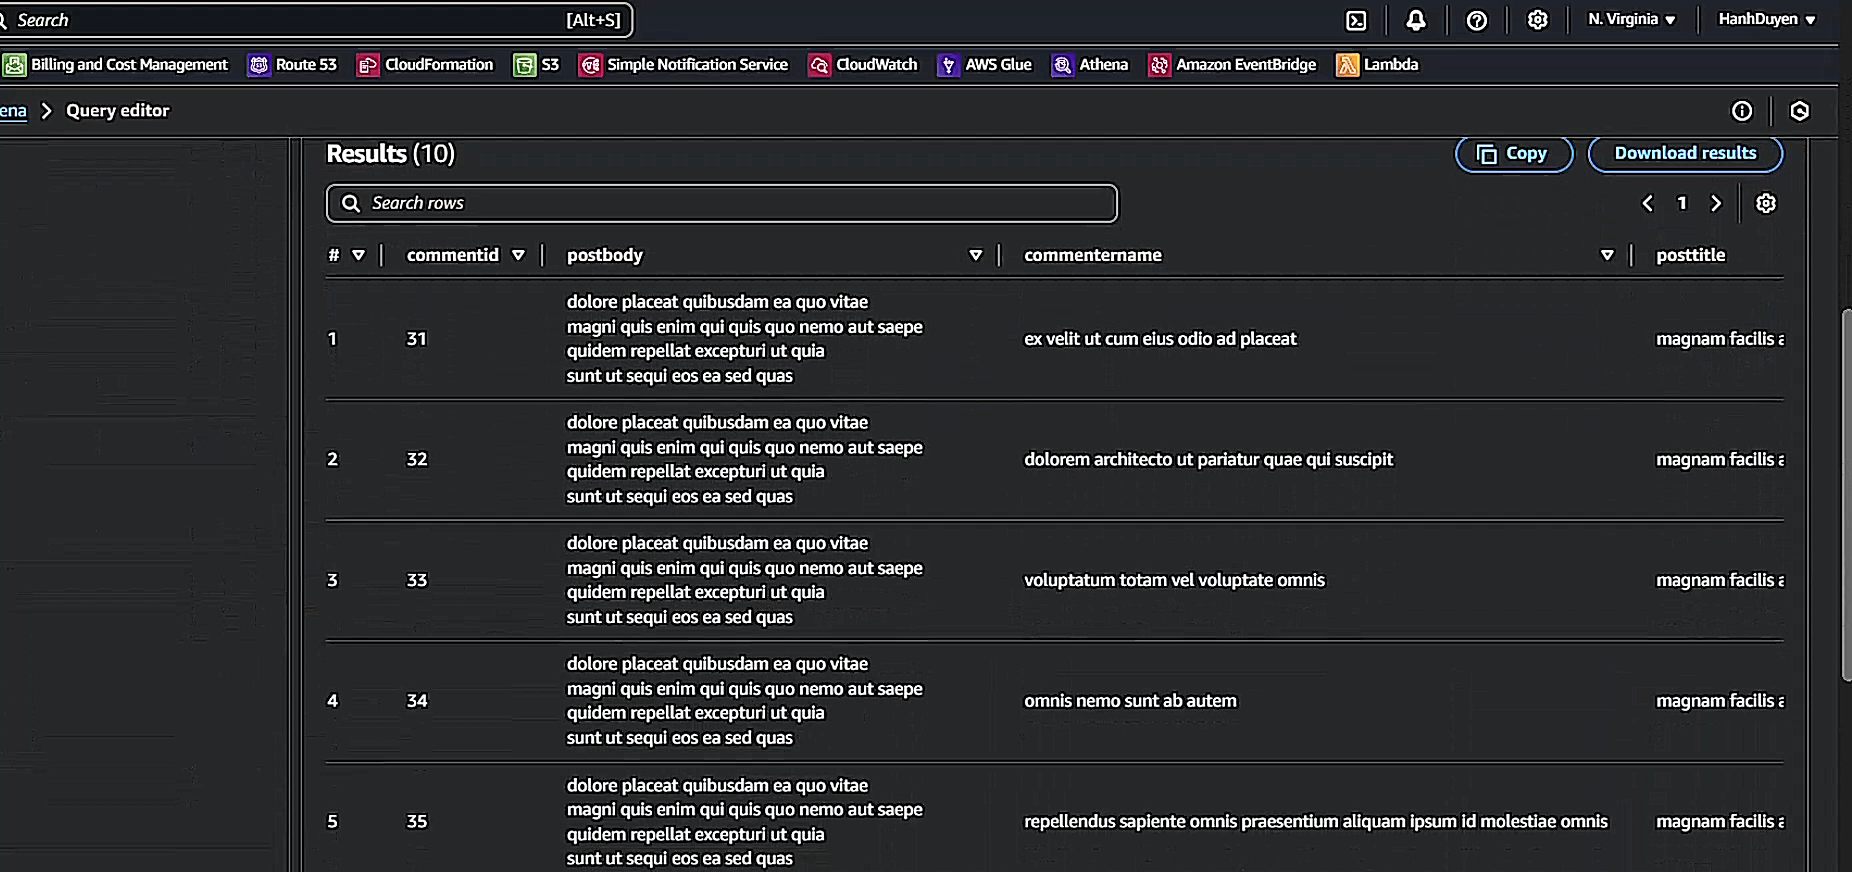 Search [Alt+S] N. Virginia HanhDuyen
Billing and Cost Management Route 53 CloudFormation S3 Simple Notification Service CloudWatch AWS Glue Athena Amazon EventBridge Lambda
ena Query editor
Results (10) Copy Download results
Search rows 1
# commentid postbody commentername posttitle
dolore placeat quibusdam ea quo vitae
magni quis enim qui quis quo nemo aut saepe
1 31 ex velit ut cum eius odio ad placeat magnam facilis a
quidem repellat excepturi ut quia
sunt ut sequi eos ea sed quas
dolore placeat quibusdam ea quo vitae
magni quis enim qui quis quo nemo aut saepe
2 32 dolorem architecto ut pariatur quae qui suscipit magnam facilis a
quidem repellat excepturi ut quia
sunt ut sequi eos ea sed quas
dolore placeat quibusdam ea quo vitae
magni quis enim qui quis quo nemo aut saepe
3 33 voluptatum totam vel voluptate omnis magnam facilis a
quidem repellat excepturi ut quia
sunt ut sequi eos ea sed quas
dolore placeat quibusdam ea quo vitae
magni quis enim qui quis quo nemo aut saepe
4 34 omnis nemo sunt ab autem magnam facilis a
quidem repellat excepturi ut quia
sunt ut sequi eos ea sed quas
dolore placeat quibusdam ea quo vitae
magni quis enim qui quis quo nemo aut saepe
5 35 repellendus sapiente omnis praesentium aliquam ipsum id molestiae omnis magnam facilis a
quidem repellat excepturi ut quia
sunt ut sequi eos ea sed quas